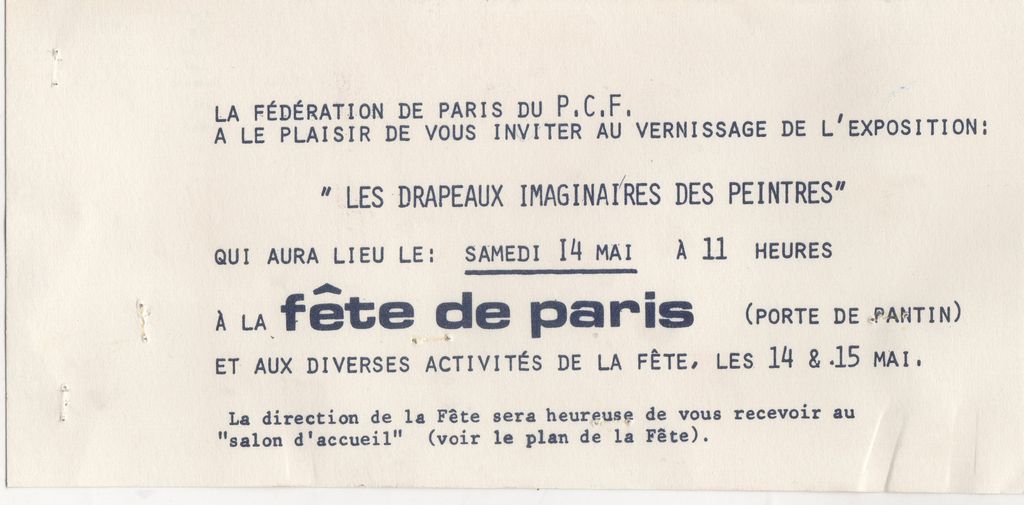 LA FÉDÉRATION DE PARIS DU P.C.F.
A LE PLAISIR DE VOUS INVITER AU VERNISSAGE DE L'EXPOSITION:
" LES DRAPEAUX IMAGINAIRES DES PEINTRES"
QUI AURA LIEU LE: SAMEDI 14 MAI À 11 HEURES
À LA fête de paris (PORTE DE PANTIN)
ET AUX DIVERSES ACTIVITÉS DE LA FÊTE, LES 14 & .15 MAI.
La direction de la Fête sera heureuse de vous recevoir au
"salon d'accueil" (voir le plan de la Fête).